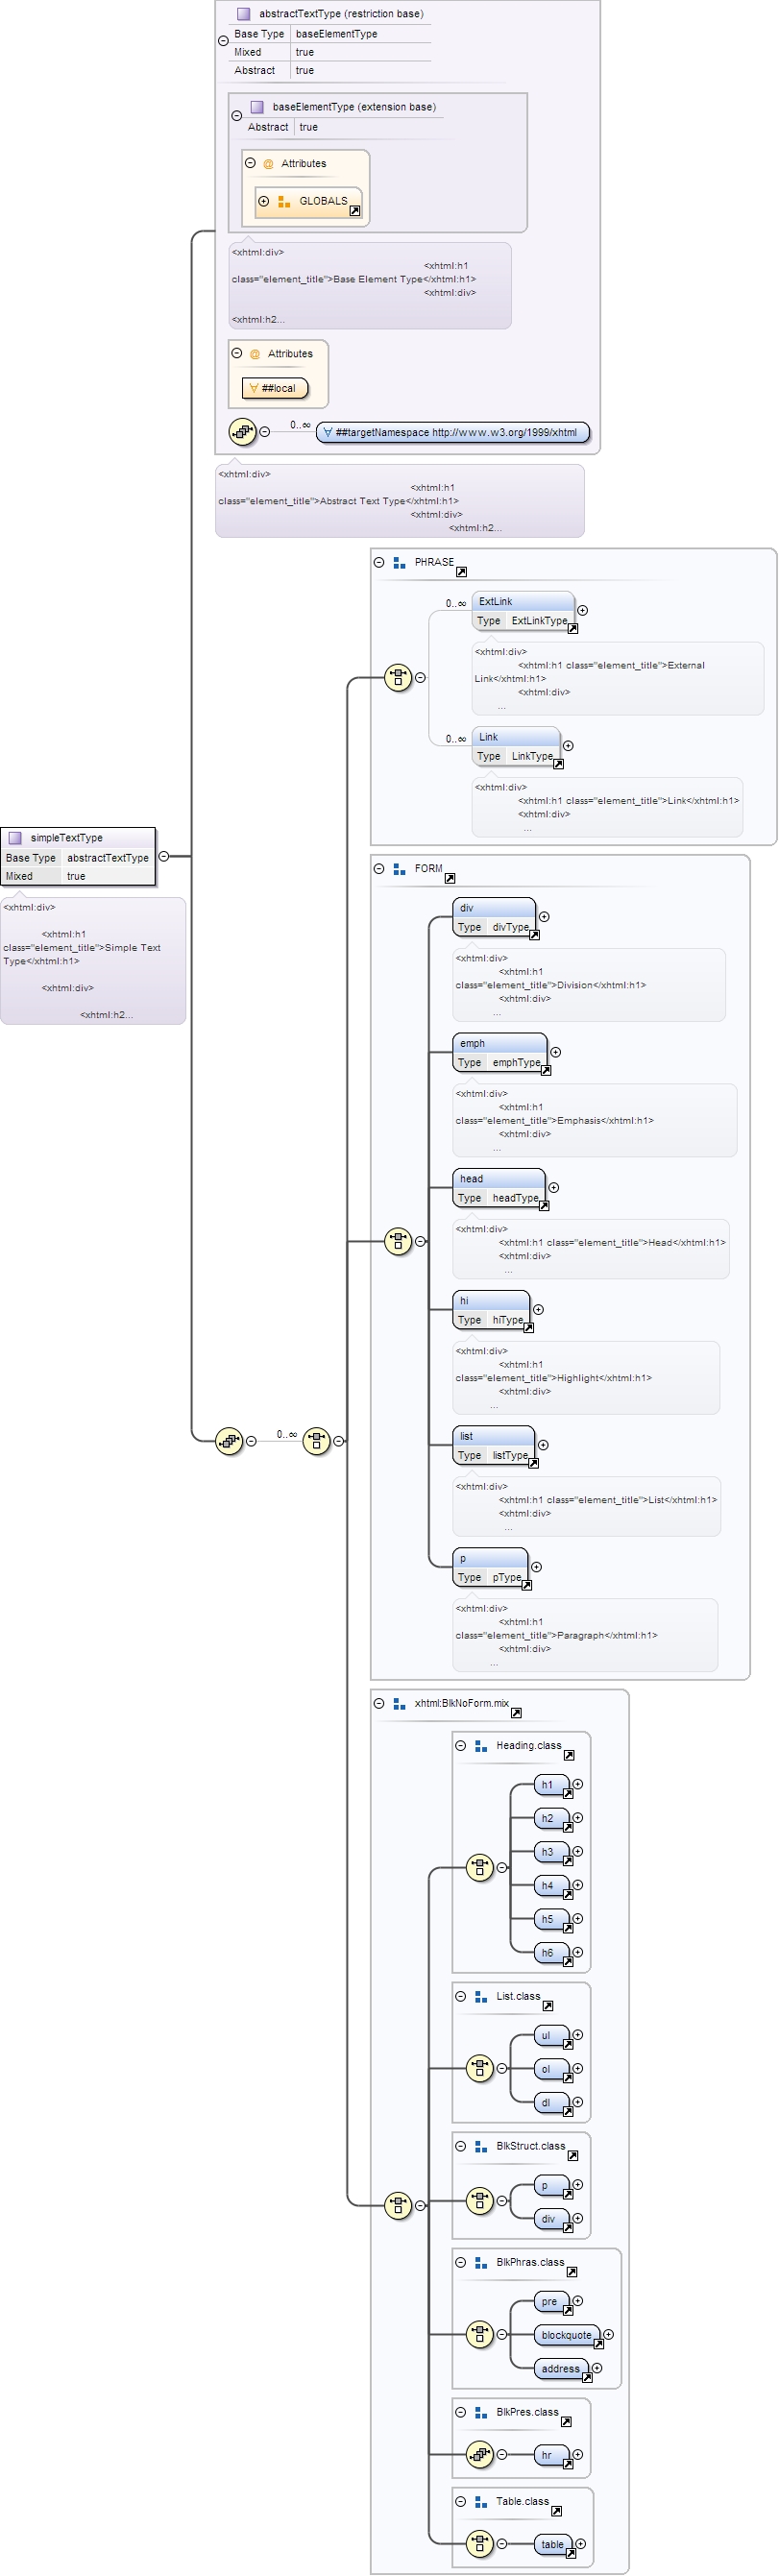 abstractTextType (restriction base)
Base Type abstractTextType
Base Type baseElementType
Mixed true
Abstract true
baseElementType (extension base)
Abstract true
@ Attributes
GLOBALS
<xhtml:div>
<xhtml:h1
class="element_title">Base Element Type</xhtml:h1>
<xhtml:div>
<xhtml:h2...
@ Attributes
∀ ##local
0..∞
∀ ##targetNamespace http://www.w3.org/1999/xhtml
<xhtml:div>
<xhtml:h1
class="element_title">Abstract Text Type</xhtml:h1>
<xhtml:div>
<xhtml:h2...
PHRASE
0..∞
ExtLink
Type ExtLinkType
<xhtml:div>
<xhtml:h1 class="element_title">External
Link</xhtml:h1>
<xhtml:div>
...
0..∞
Link
Type LinkType
<xhtml:div>
<xhtml:h1 class="element_title">Link</xhtml:h1>
<xhtml:div>
...
simpleTextType
Base Type abstractTextType
Mixed true
<xhtml:div>
<xhtml:h1
class="element_title">Simple Text
Type</xhtml:h1>
<xhtml:div>
<xhtml:h2...
FORM
div
Type divType
<xhtml:div>
<xhtml:h1
class="element_title">Division</xhtml:h1>
<xhtml:div>
...
emph
Type emphType
<xhtml:div>
<xhtml:h1
class="element_title">Emphasis</xhtml:h1>
<xhtml:div>
...
head
Type headType
<xhtml:div>
<xhtml:h1 class="element_title">Head</xhtml:h1>
<xhtml:div>
...
hi
Type hiType
<xhtml:div>
<xhtml:h1
class="element_title">Highlight</xhtml:h1>
<xhtml:div>
...
0..∞
list
Type listType
<xhtml:div>
<xhtml:h1 class="element_title">List</xhtml:h1>
<xhtml:div>
...
p
Type pType
<xhtml:div>
<xhtml:h1
class="element_title">Paragraph</xhtml:h1>
<xhtml:div>
...
xhtml:BlkNoForm.mix
Heading.class
h1
h2
h3
h4
h5
h6
List.class
ul
ol
dl
BlkStruct.class
p
div
BlkPhras.class
pre
blockquote
address
BlkPres.class
hr
Table.class
table